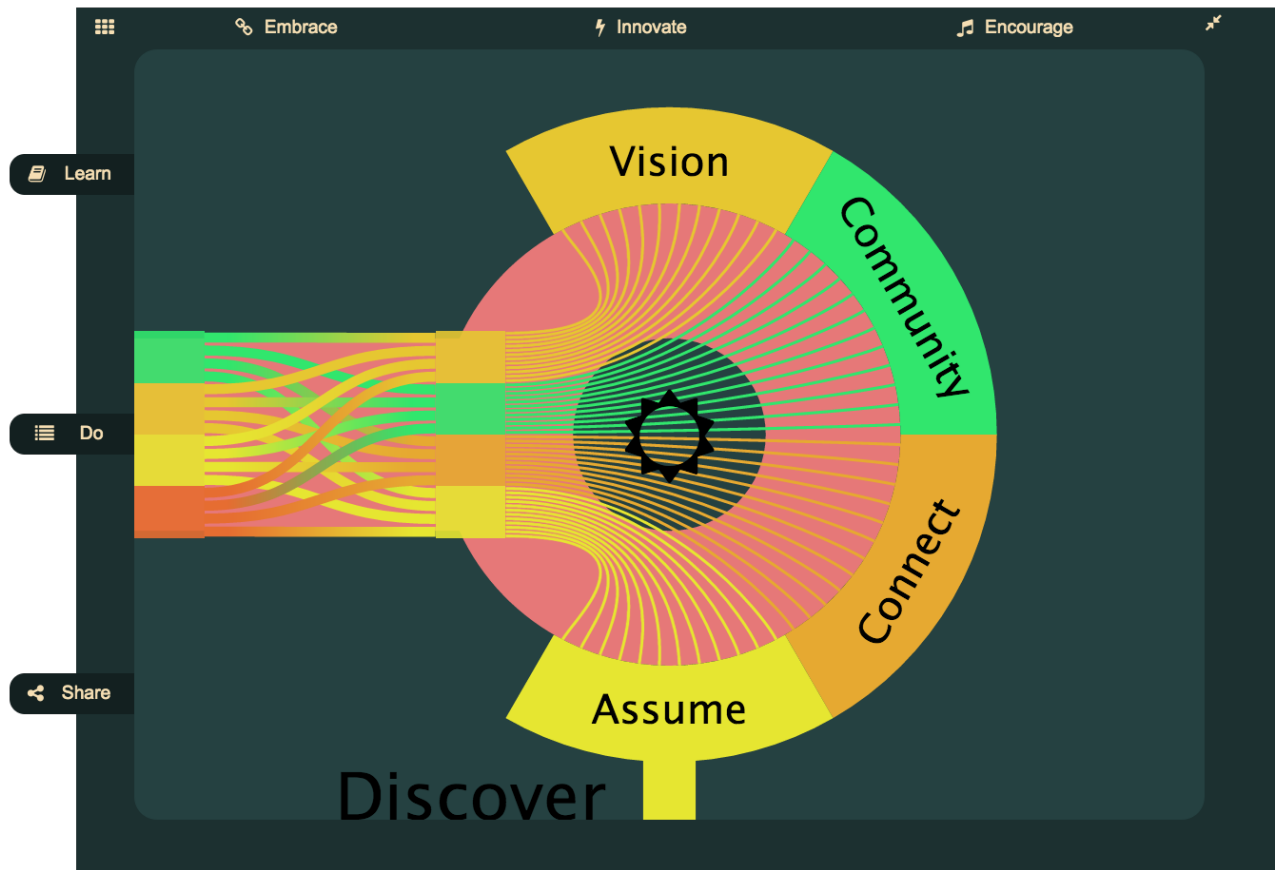 Embrace
Innovate
Encourage
Vision
Community
Learn
Do
Connect
Share
Assume
Discover